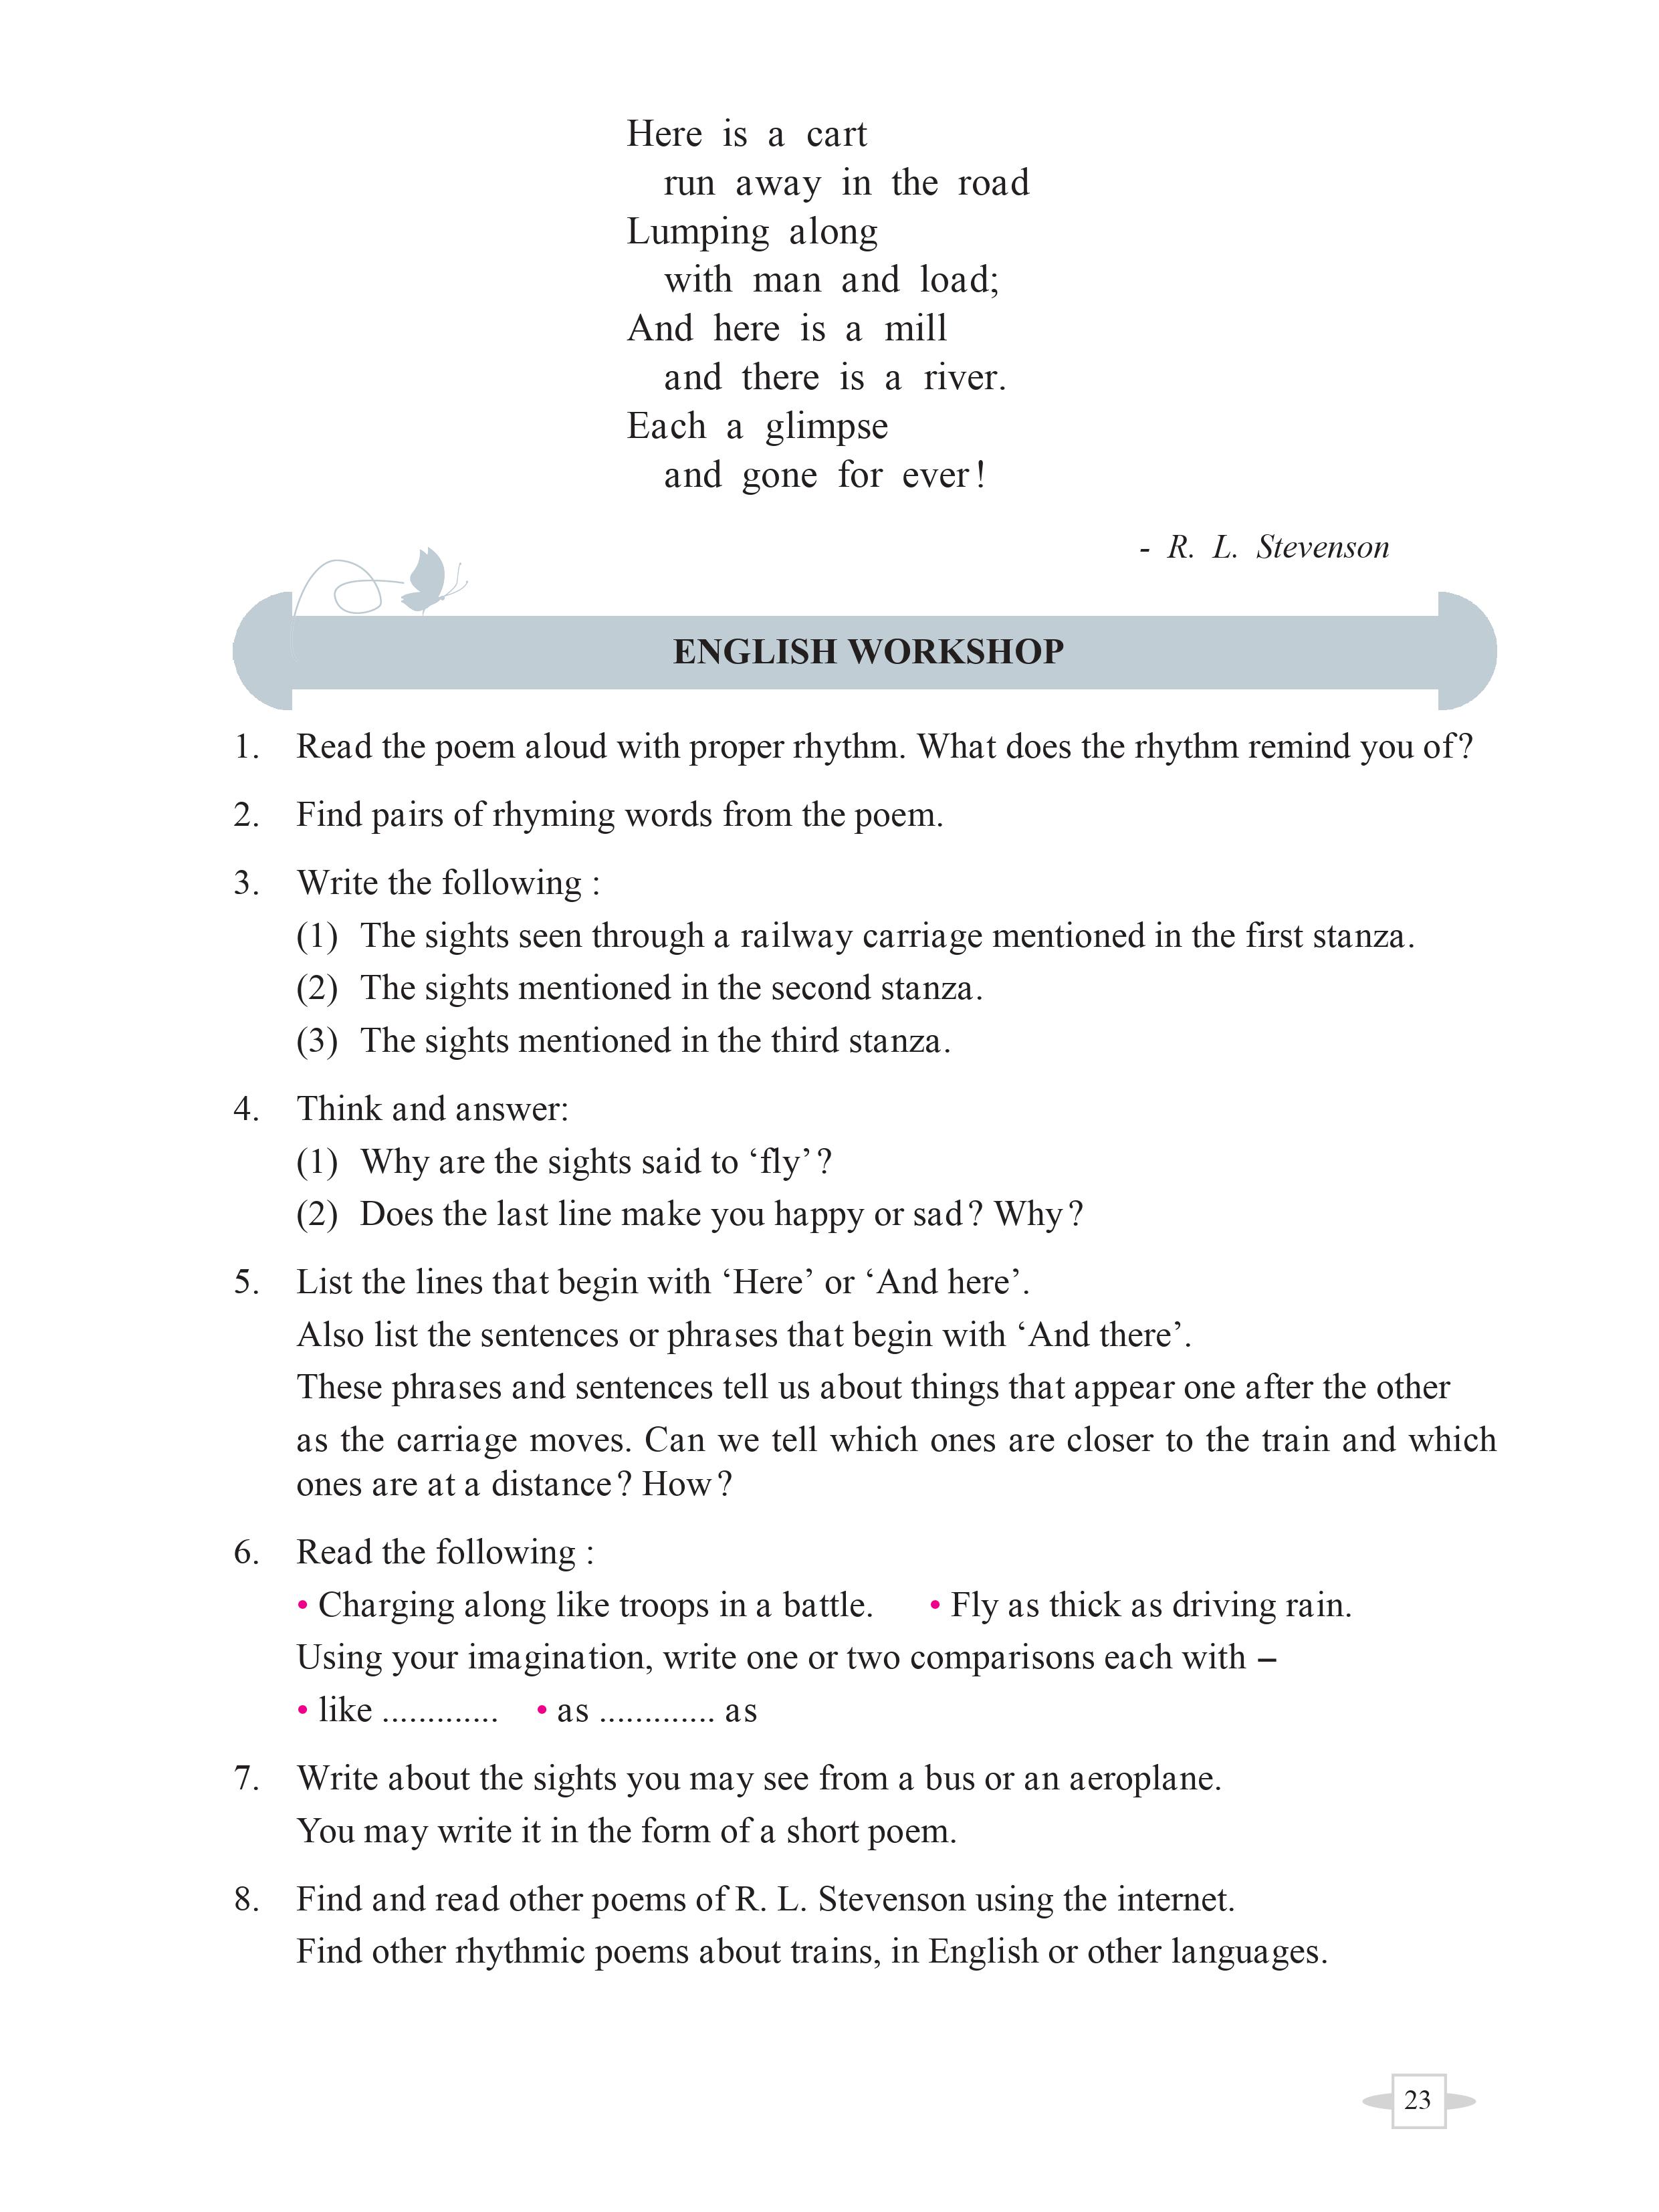 Here is a cart
run away in the road
Lumping along
with man and load;
And here is a mill
and there is a river.
Each a glimpse
and gone for ever!
- R. L. Stevenson
ENGLISH WORKSHOP
1. Read the poem aloud with proper rhythm. What does the rhythm remind you of?
2. Find pairs of rhyming words from the poem.
3. Write the following :
(1) The sights seen through a railway carriage mentioned in the first stanza.
(2) The sights mentioned in the second stanza.
(3) The sights mentioned in the third stanza.
4. Think and answer:
(1) Why are the sights said to ‘fly’?
(2) Does the last line make you happy or sad? Why?
5. List the lines that begin with ‘Here’ or ‘And here’.
Also list the sentences or phrases that begin with ‘And there’.
These phrases and sentences tell us about things that appear one after the other
as the carriage moves. Can we tell which ones are closer to the train and which
ones are at a distance? How?
6. Read the following :
• Charging along like troops in a battle. • Fly as thick as driving rain.
Using your imagination, write one or two comparisons each with –
• like ............. • as ............. as
7. Write about the sights you may see from a bus or an aeroplane.
You may write it in the form of a short poem.
8. Find and read other poems of R. L. Stevenson using the internet.
Find other rhythmic poems about trains, in English or other languages.
23